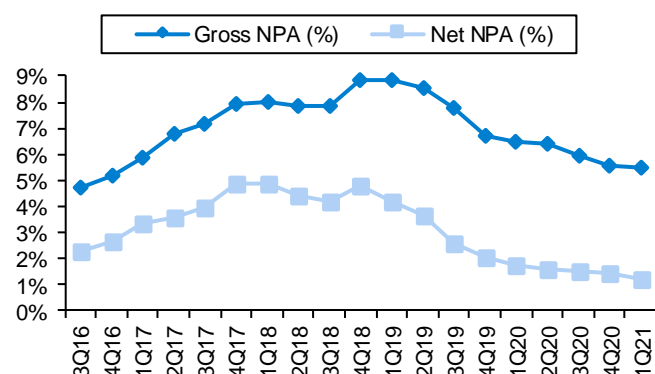 Gross NPA (%) Net NPA (%)
9%
8%
7%
6%
5%
4%
3%
2%
1%
0%
3Q16
4Q16
1Q17
2Q17
3Q17
4Q17
1Q18
2Q18
3Q18
4Q18
1Q19
2Q19
3Q19
4Q19
1Q20
2Q20
3Q20
4Q20
1Q21